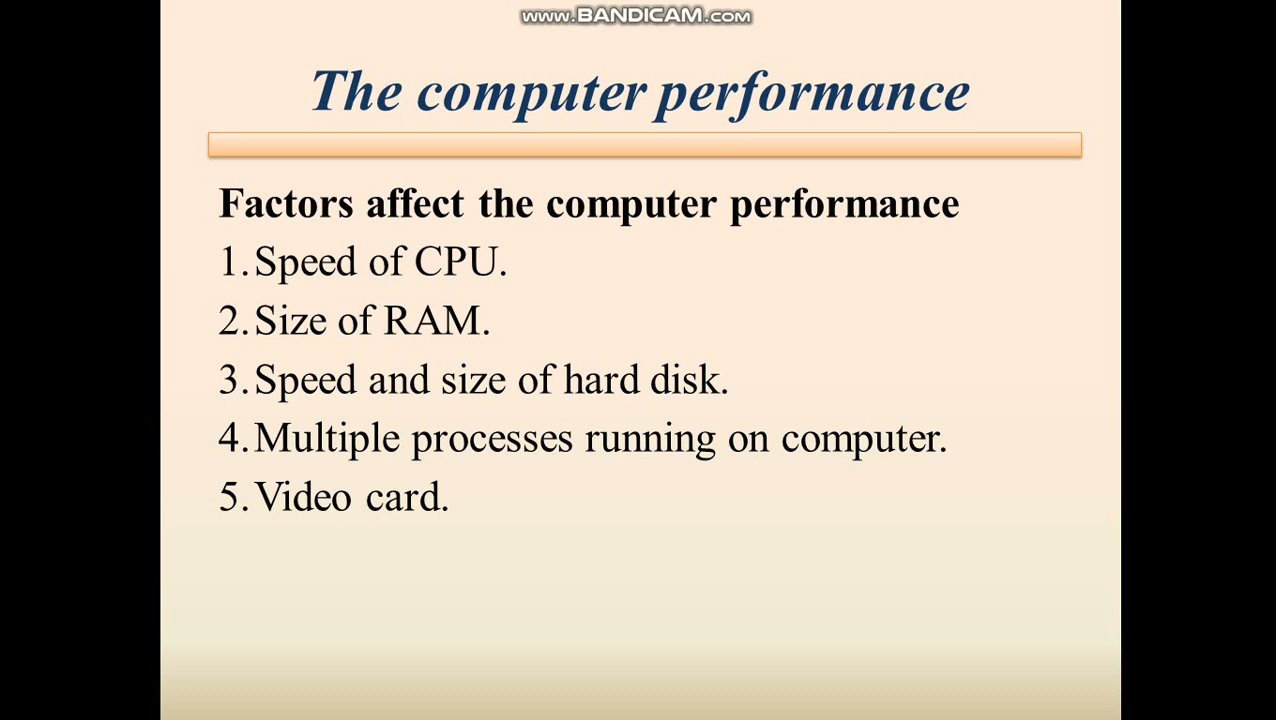 www.BANDICAM.com
The computer performance
Factors affect the computer performance
1. Speed of CPU.
2. Size of RAM.
3. Speed and size of hard disk.
4. Multiple processes running on computer.
5. Video card.